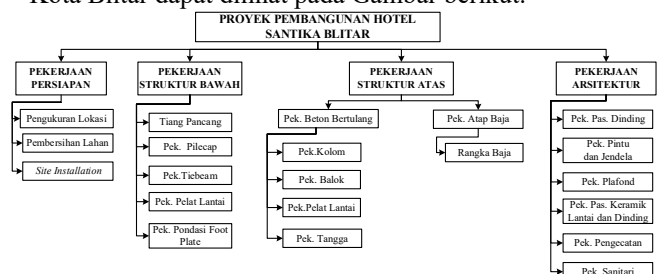 Kota Blitar dapat dilihat pada Gambar berikut:
PROYEK PEMBANGUNAN HOTEL
SANTIKA BLITAR
PEKERJAAN
PERSIAPAN
Pengukuran Lokasi
Pembersihan Lahan
Site Installation
PEKERJAAN
STRUKTUR BAWAH
Tiang Pancang
Pek. Pilecap
Pek.Tiebeam
Pek. Pelat Lantai
Pek. Pondasi Foot
Plate
PEKERJAAN
STRUKTUR ATAS
Pek. Beton Bertulang
Pek.Kolom
Pek. Balok
Pek.Pelat Lantai
Pek. Tangga
Pek. Atap Baja
Rangka Baja
PEKERJAAN
ARSITEKTUR
Pek. Pas. Dinding
Pek. Pintu
dan Jendela
Pek. Plafond
Pek. Pas. Keramik
Lantai dan Dinding
Pek. Pengecatan
Pek. Sanitari